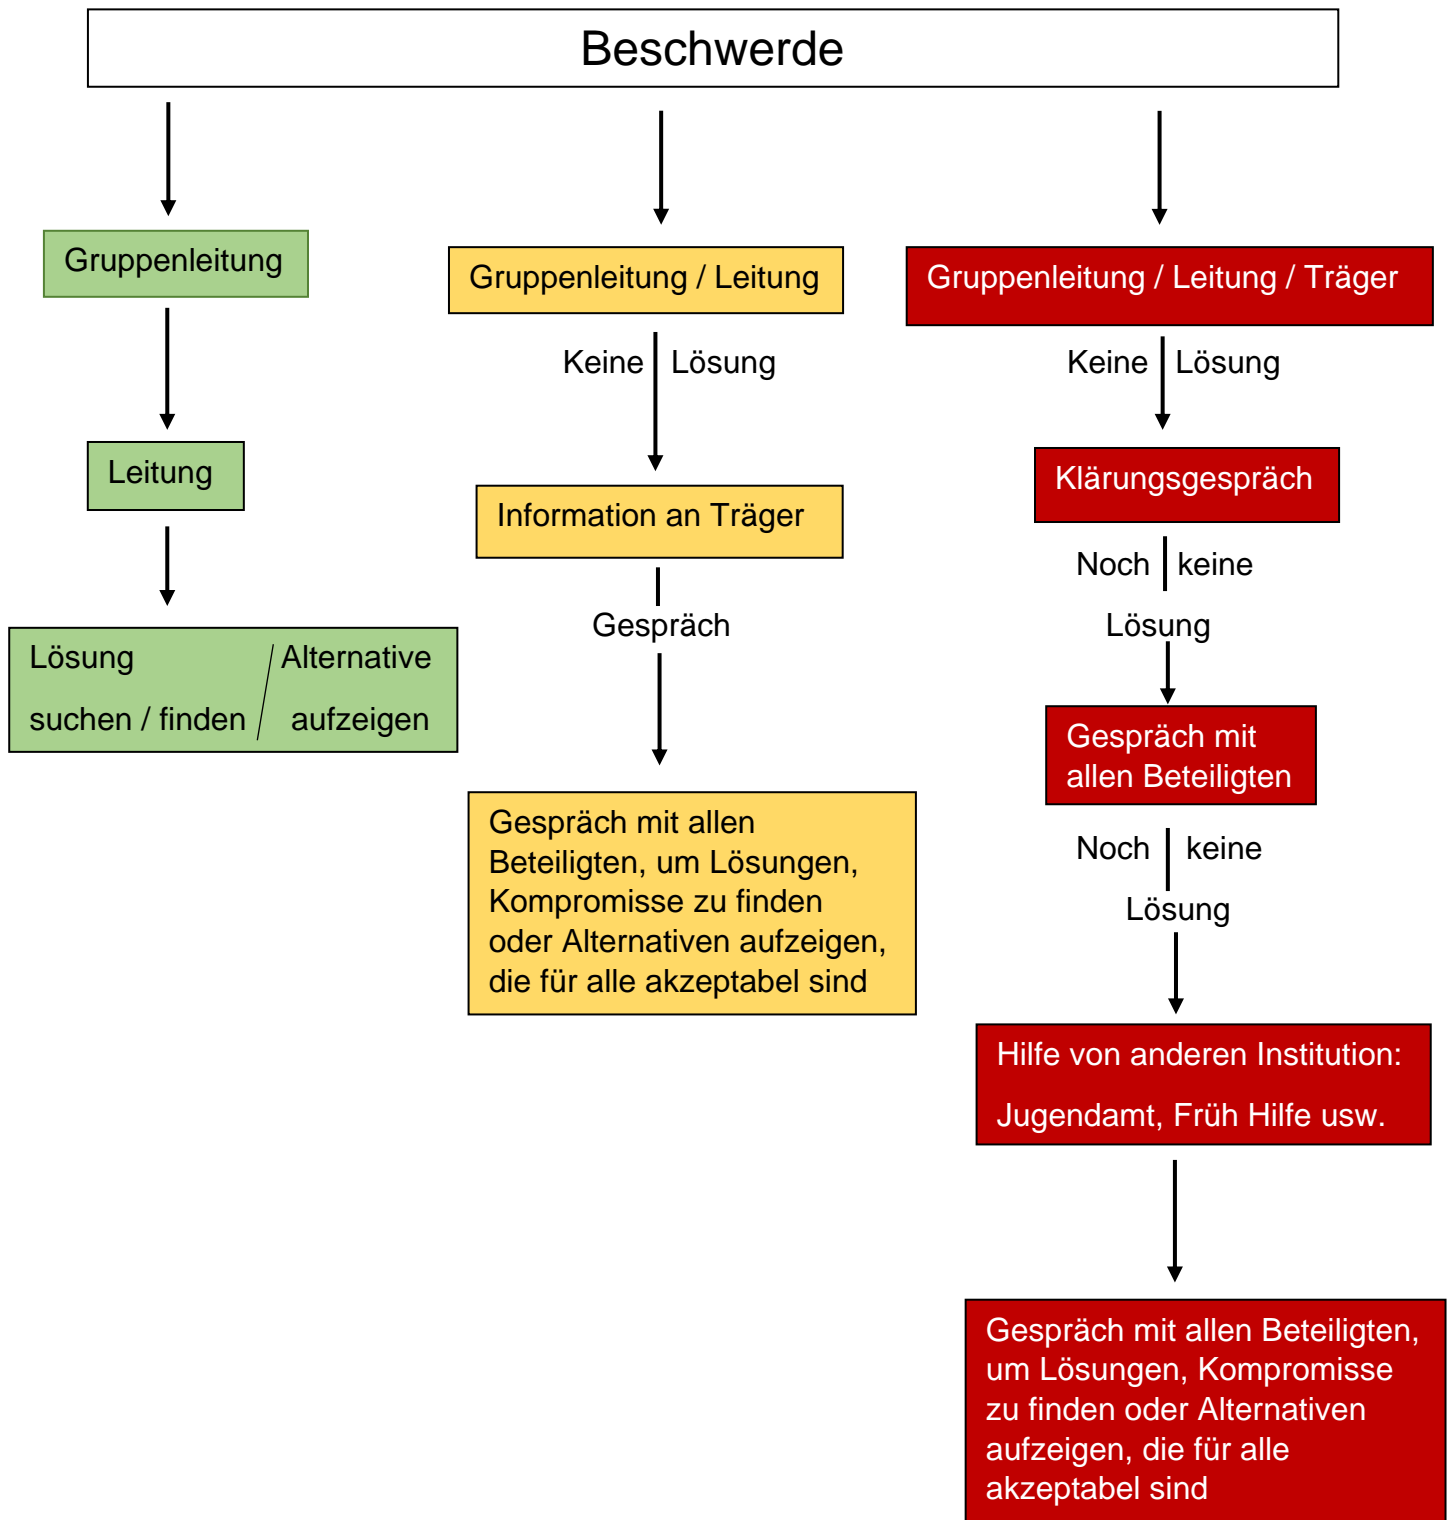 Beschwerde
Gruppenleitung
Leitung
Lösung / Alternative
suchen / finden / aufzeigen
Gruppenleitung / Leitung
Keine Lösung
Information an Träger
Gespräch
Gespräch mit allen
Beteiligten, um Lösungen,
Kompromisse zu finden
oder Alternativen aufzeigen,
die für alle akzeptabel sind
Gruppenleitung / Leitung / Träger
Keine Lösung
Klärungsgespräch
Noch keine
Lösung
Gespräch mit
allen Beteiligten
Noch keine
Lösung
Hilfe von anderen Institution:
Jugendamt, Früh Hilfe usw.
Gespräch mit allen Beteiligten,
um Lösungen, Kompromisse
zu finden oder Alternativen
aufzeigen, die für alle
akzeptabel sind